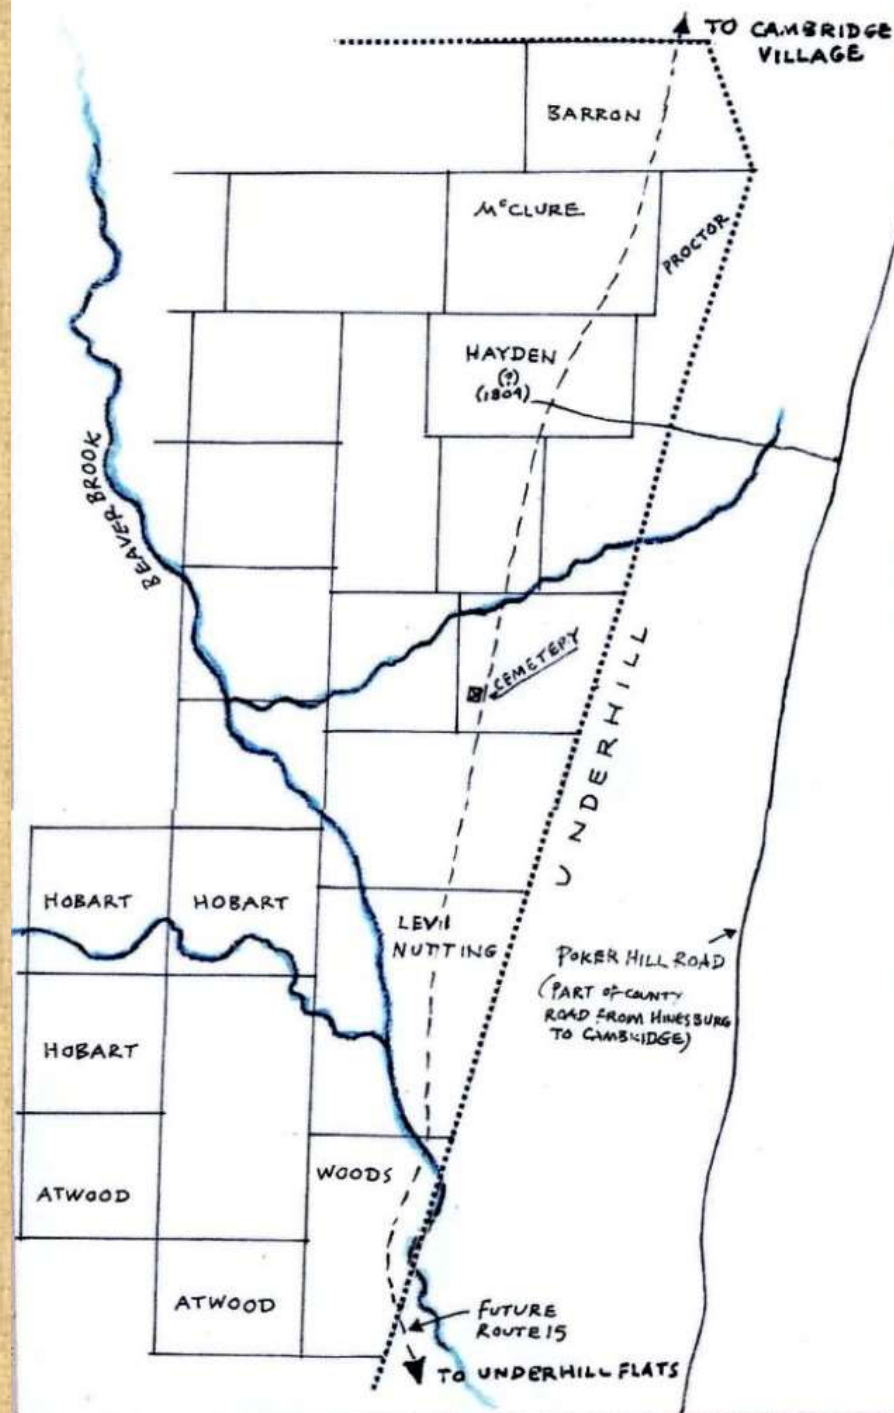 TO CAMBRIDGE
VILLAGE
BARRON
McCLURE
PROCTOR
HAYDEN
(?)
(1804)
BEAVER BROOK
CEMETERY
UNDERHILL
HOBART
HOBART
LEVI
NUTTING
POKER HILL ROAD
(PART OF COUNTY
ROAD FROM HINESBURG
TO CAMBRIDGE)
HOBART
WOODS
ATWOOD
ATWOOD
FUTURE
ROUTE 15
TO UNDERHILL FLATS